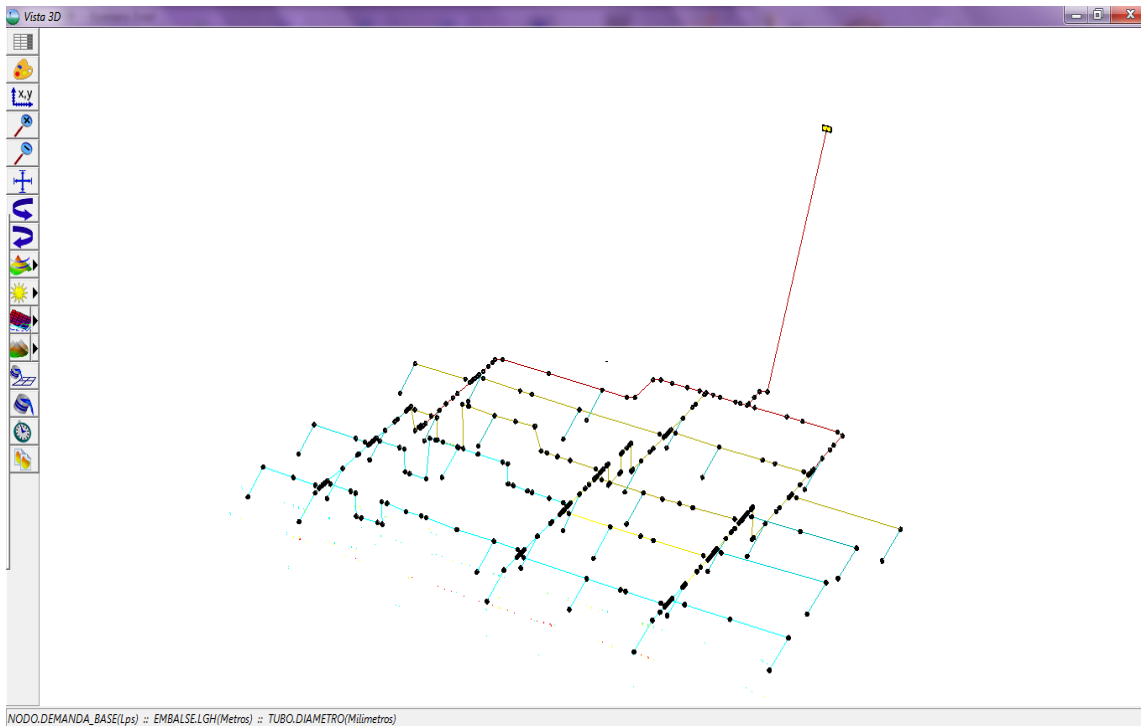 Vista 3D
x,y
NODO.DEMANDA_BASE(Lps) :: EMBALSE.LGH(Metros) :: TUBO.DIAMETRO(Milimetros)